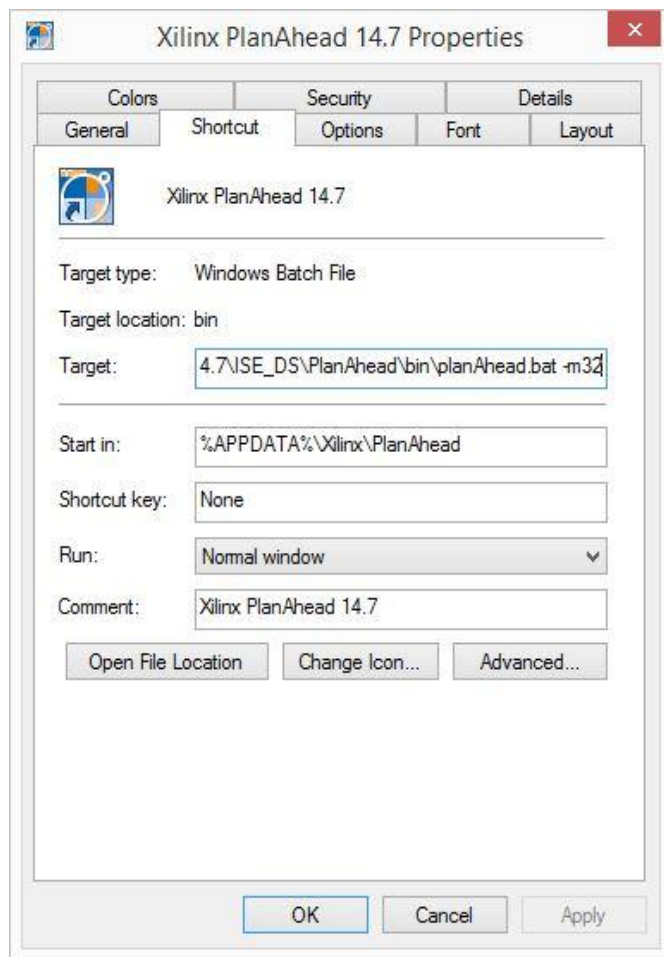 Xilinx PlanAhead 14.7 Properties
Colors Security Details
General Shortcut Options Font Layout
Xilinx PlanAhead 14.7
Target type: Windows Batch File
Target location: bin
Target: 4.7\ISE_DS\PlanAhead\bin\planAhead.bat -m32
Start in: %APPDATA%\Xilinx\PlanAhead
Shortcut key: None
Run: Normal window
Comment: Xilinx PlanAhead 14.7
Open File Location Change Icon... Advanced...
OK Cancel Apply